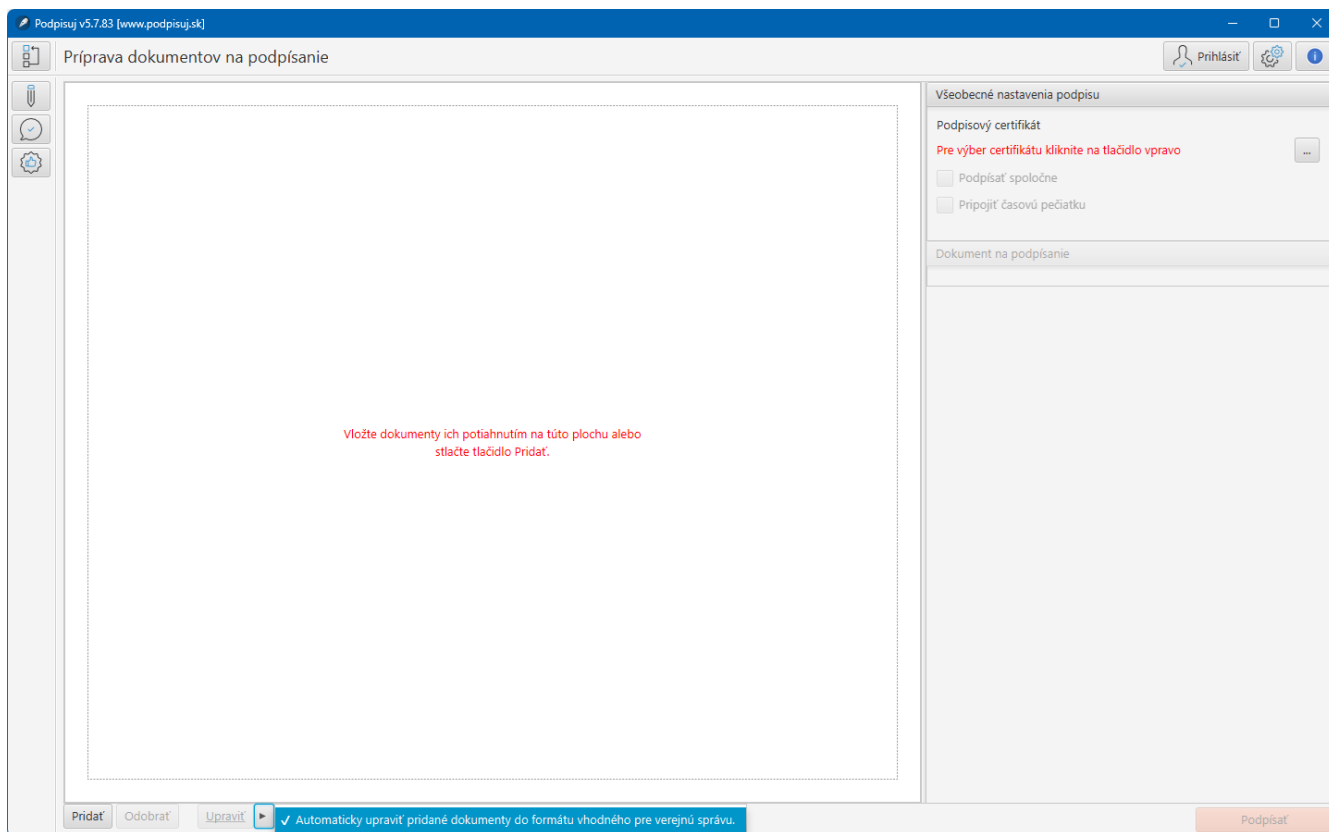 Podpisuj v5.7.83 [www.podpisuj.sk]
Príprava dokumentov na podpísanie
Prihlásiť
Všeobecné nastavenia podpisu
Podpisový certifikát
Pre výber certifikátu kliknite na tlačidlo vpravo
...
Podpísať spoločne
Pripojiť časovú pečiatku
Dokument na podpísanie
Vložte dokumenty ich potiahnutím na túto plochu alebo
stlačte tlačidlo Pridať.
Pridať
Odobrať
Upraviť
✓ Automaticky upraviť pridané dokumenty do formátu vhodného pre verejnú správu.
Podpísať